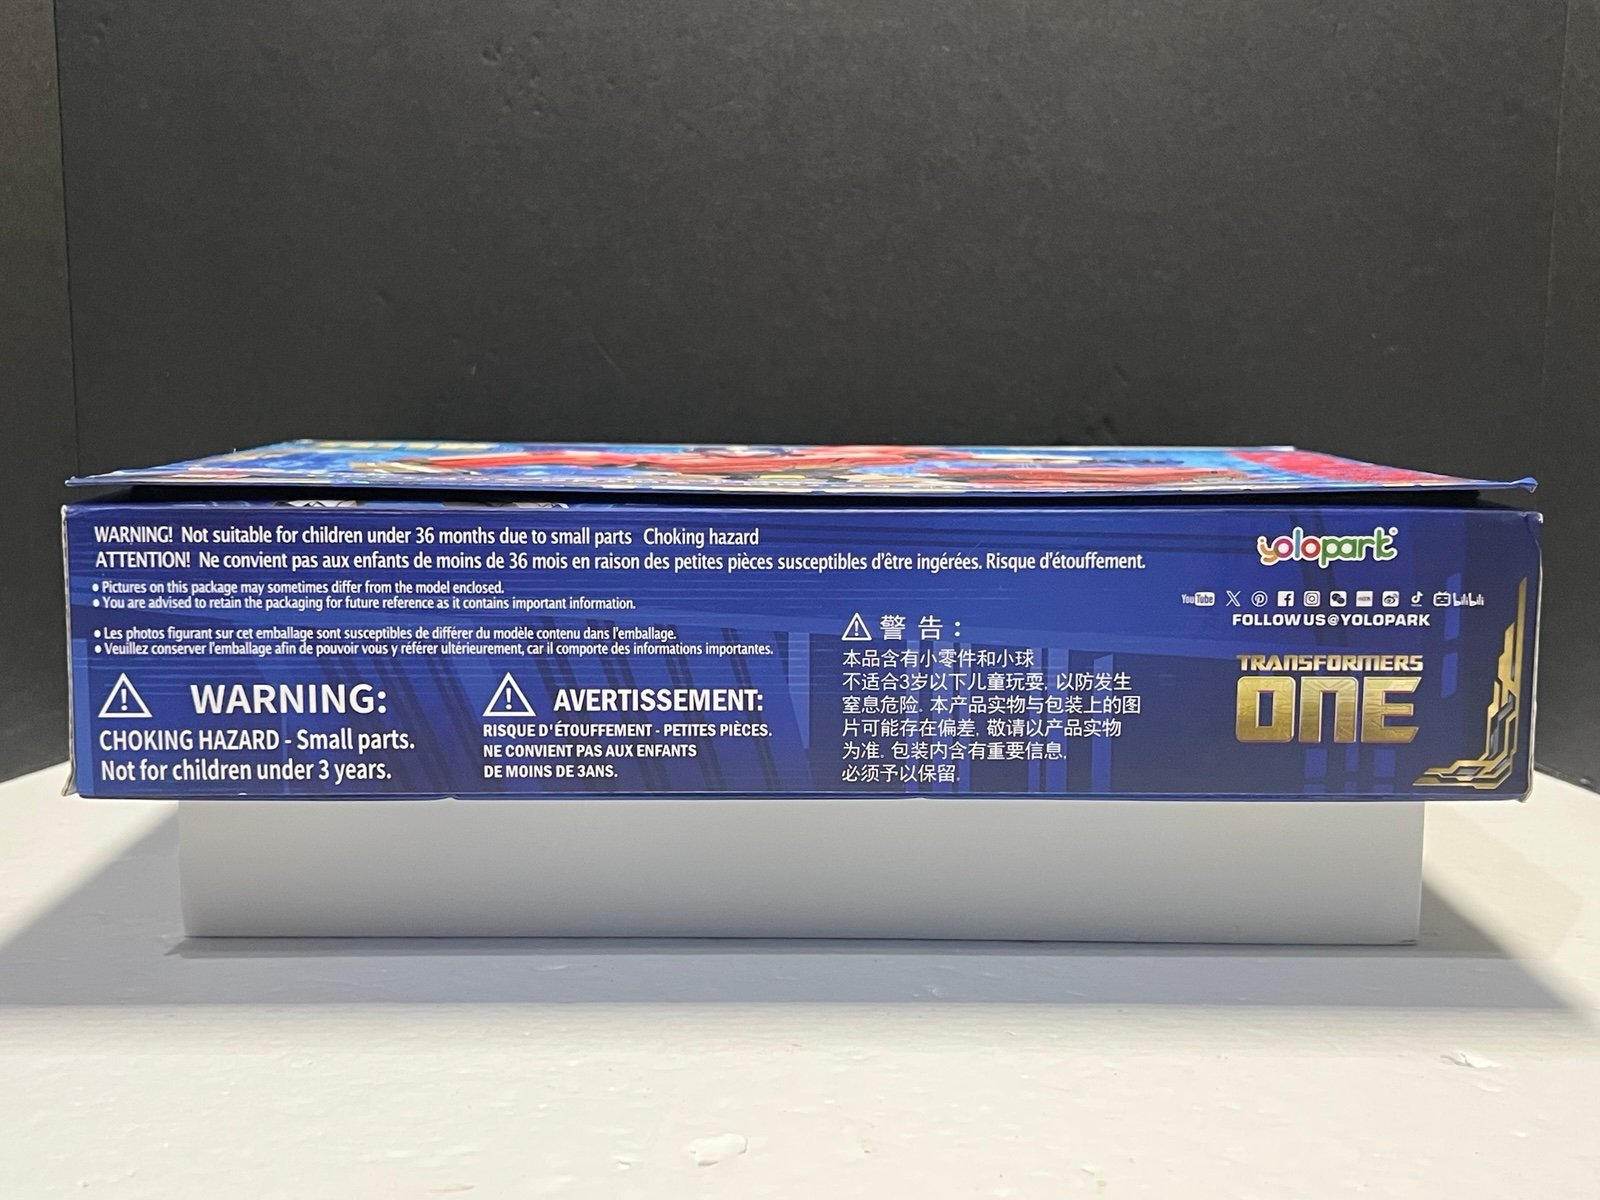 WARNING! Not suitable for children under 36 months due to small parts Choking hazard
ATTENTION! Ne convient pas aux enfants de moins de 36 mois en raison des petites pièces susceptibles d'être ingérées. Risque d'étouffement.
• Pictures on this package may sometimes differ from the model enclosed.
• You are advised to retain the packaging for future reference as it contains important information.
• Les photos figurant sur cet emballage sont susceptibles de différer du modèle contenu dans l'emballage.
• Veuillez conserver l'emballage afin de pouvoir vous y référer ultérieurement, car il comporte des informations importantes.
WARNING:
CHOKING HAZARD - Small parts.
Not for children under 3 years.
AVERTISSEMENT:
RISQUE D'ÉTOUFFEMENT - PETITES PIÈCES.
NE CONVIENT PAS AUX ENFANTS
DE MOINS DE 3ANS.
警告:
本品含有小零件和小球
不适合3岁以下儿童玩耍, 以防发生
窒息危险. 本产品实物与包装上的图
片可能存在偏差, 敬请以产品实物
为准. 包装内含有重要信息,
必须予以保留.
yolopark
YouTube
bilibili
FOLLOW US@YOLOPARK
TRANSFORMERS
ONE